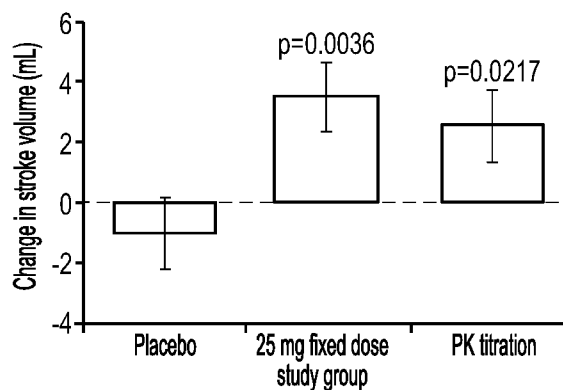 6
p=0.0036
p=0.0217
4
2
0
-2
-4
Change in stroke volume (mL)
Placebo
25 mg fixed dose
study group
PK titration